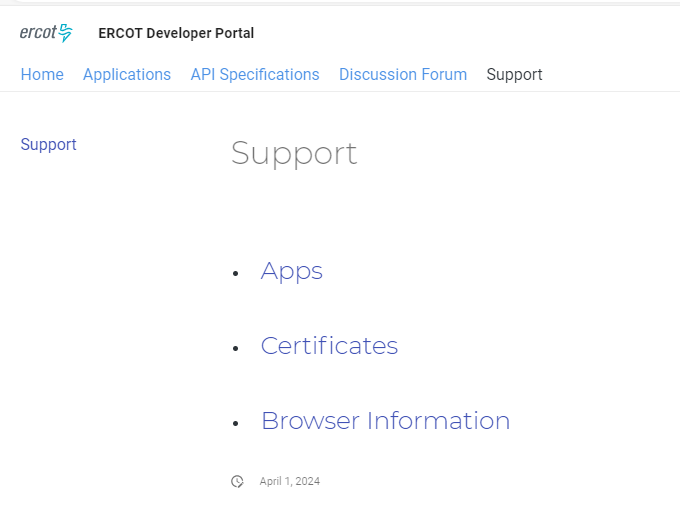 ercot
ERCOT Developer Portal
Home Applications API Specifications Discussion Forum Support
Support
Support
Apps
Certificates
Browser Information
April 1, 2024